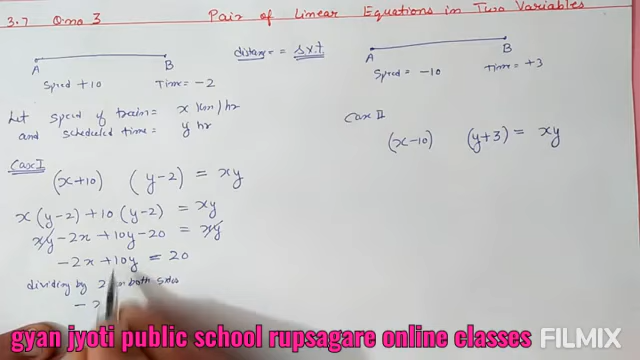 3.7 Q.no 3 Pair of Linear Equations in Two Variables
A B
Speed +10 Time = -2
distance = s x t
A B
Speed = -10 Time = +3
Let speed of train = x km/hr
and scheduled time = y hr
Case I
(x+10) (y-2) = xy
x(y-2) +10(y-2) = xy
xy -2x +10y -20 = xy
-2x +10y = 20
dividing by 2 in both sides
- 2
Case II
(x-10) (y+3) = xy
gyan jyoti public school rupsagare online classes
FILMIX